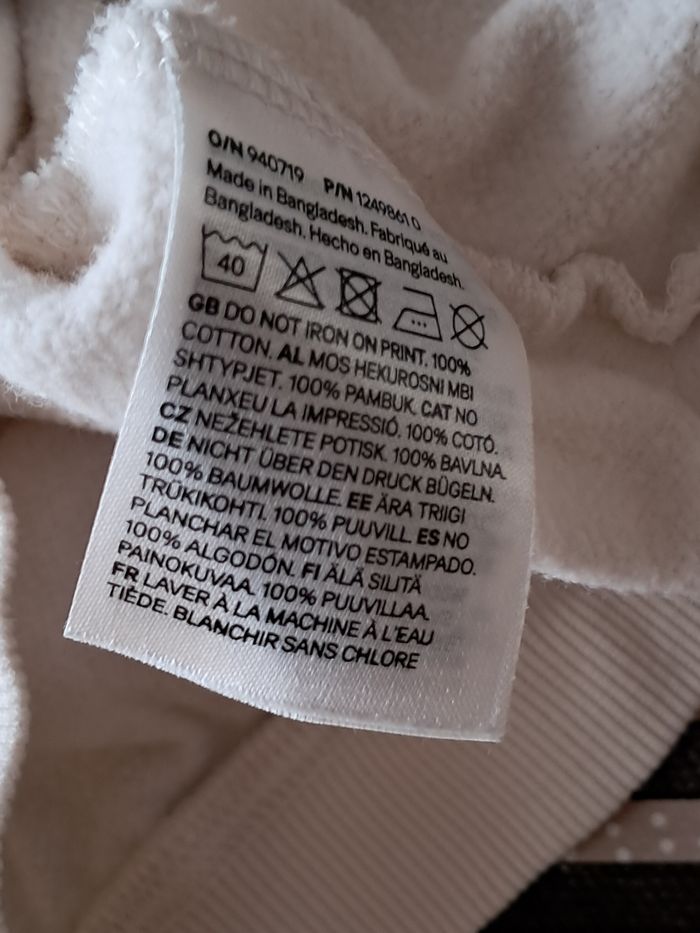 O/N 940719 P/N 1249861 0
Made in Bangladesh. Fabriqué au
Bangladesh. Hecho en Bangladesh.
40
GB DO NOT IRON ON PRINT. 100%
COTTON. AL MOS HEKUROSNI MBI
SHTYPJET. 100% PAMBUK. CAT NO
PLANXEU LA IMPRESSIÓ. 100% COTÓ.
CZ NEŽEHLETE POTISK. 100% BAVLNA.
DE NICHT ÜBER DEN DRUCK BÜGELN.
100% BAUMWOLLE. EE ÄRA TRIIGI
TRÜKIKOHTI. 100% PUUVILL. ES NO
PLANCHAR EL MOTIVO ESTAMPADO.
100% ALGODÓN. FI ÄLÄ SILITÄ
PAINOKUVAA. 100% PUUVILLAA.
FR LAVER À LA MACHINE À L'EAU
TIÈDE. BLANCHIR SANS CHLORE